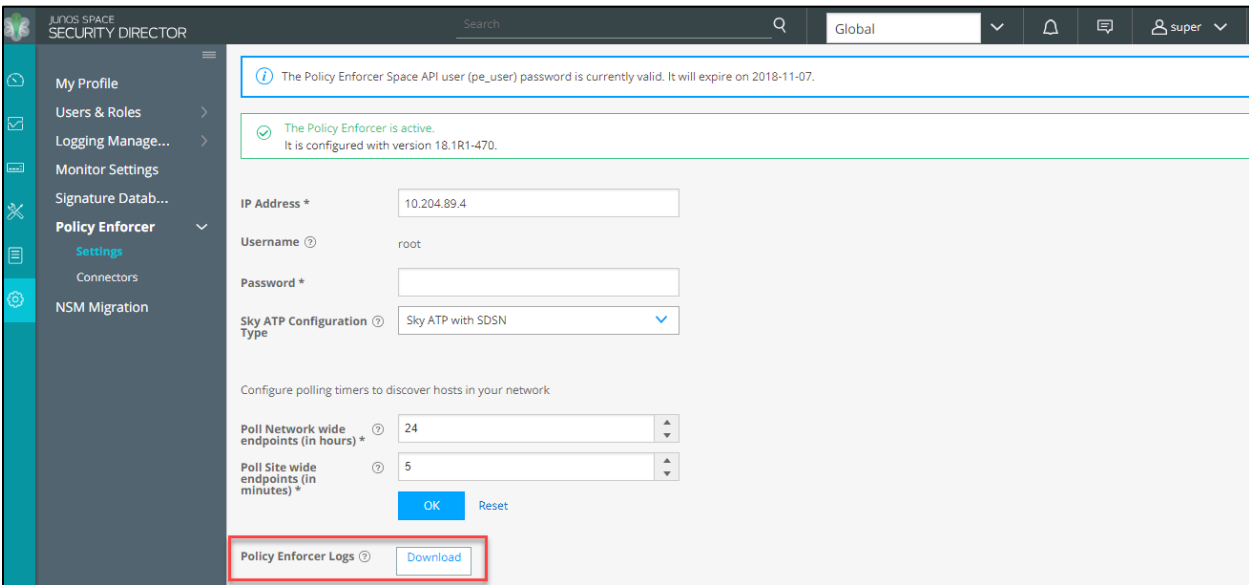 JUNOS SPACE
SECURITY DIRECTOR
Search
Global
super
My Profile
Users & Roles
Logging Manage...
Monitor Settings
Signature Datab...
Policy Enforcer
Settings
Connectors
NSM Migration
The Policy Enforcer Space API user (pe_user) password is currently valid. It will expire on 2018-11-07.
The Policy Enforcer is active.
It is configured with version 18.1R1-470.
IP Address *
10.204.89.4
Username ?
root
Password *
Sky ATP Configuration ?
Type
Sky ATP with SDSN
Configure polling timers to discover hosts in your network
Poll Network wide ?
endpoints (in hours) *
24
Poll Site wide ?
endpoints (in
minutes) *
5
OK
Reset
Policy Enforcer Logs ?
Download